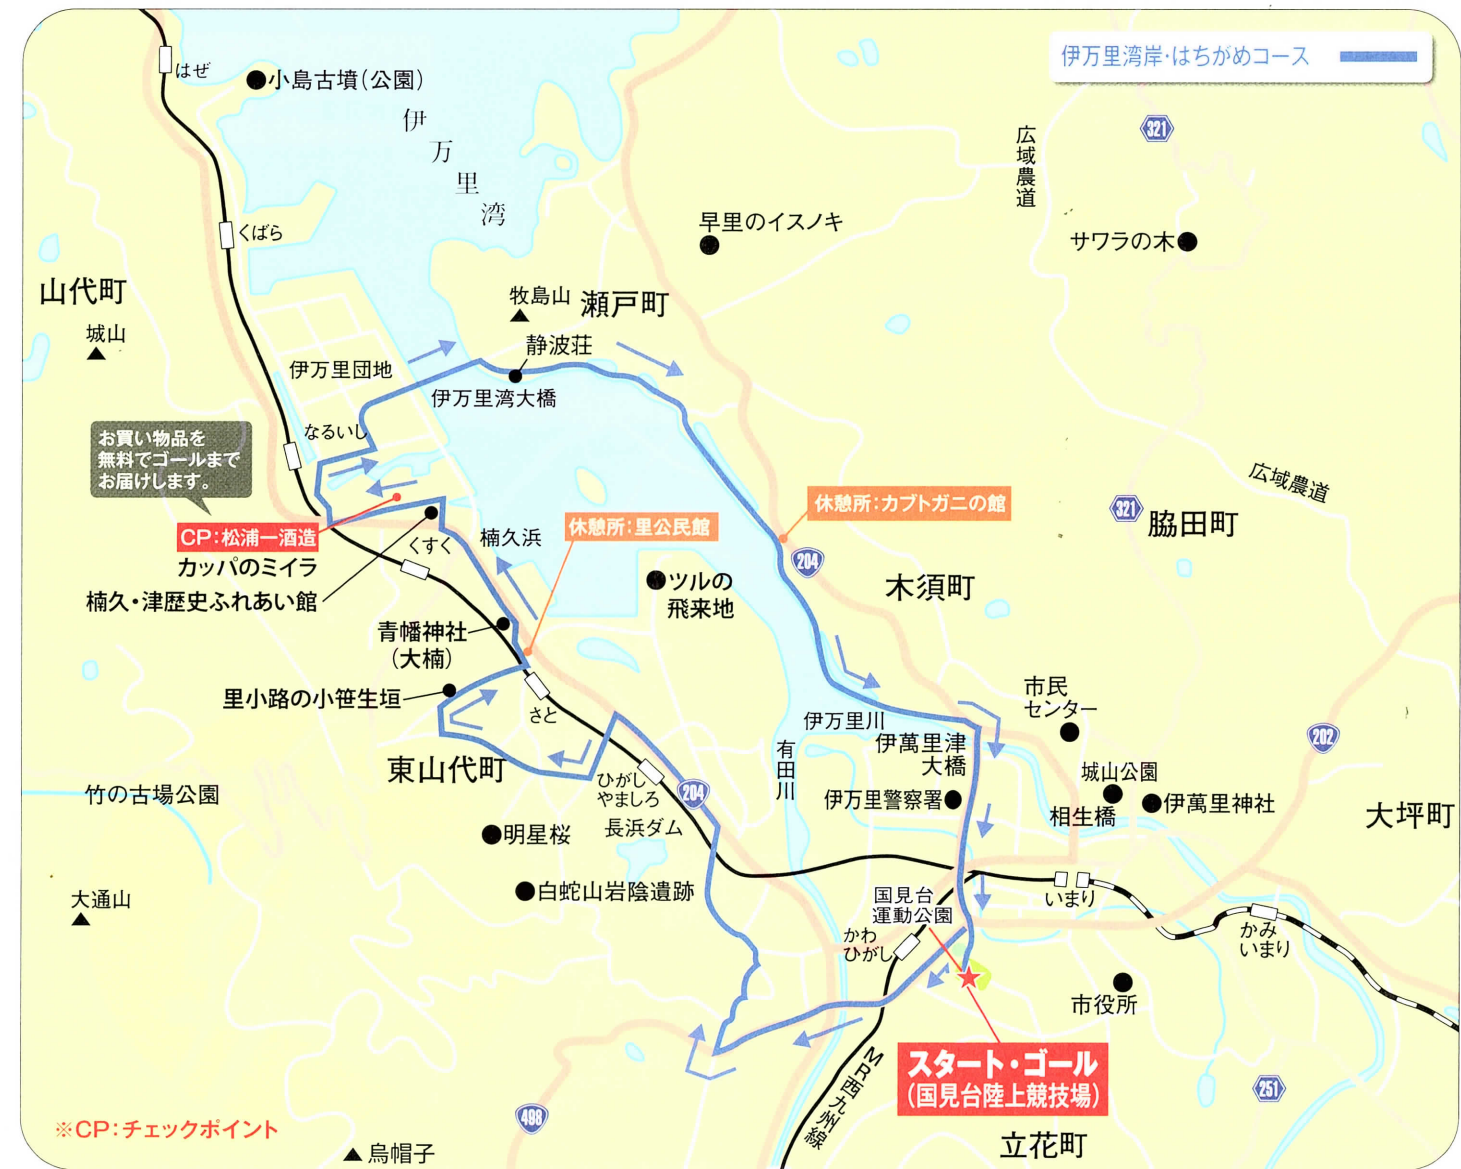 伊万里湾岸・はちがめコース
はぜ
小島古墳(公園)
伊万里湾
321
広域農道
くばら
早里のイスノキ
サワラの木
山代町
城山
牧島山
瀬戸町
静波荘
伊万里団地
伊万里湾大橋
なるいし
お買い物品を
無料でゴールまで
お届けします。
広域農道
321
脇田町
休憩所:カブトガニの館
CP:松浦一酒造
休憩所:里公民館
楠久浜
くすく
カッパのミイラ
204
木須町
ツルの
飛来地
楠久・津歴史ふれあい館
青幡神社
(大楠)
里小路の小笹生垣
さと
市民
センター
伊万里川
伊萬里津
大橋
有田川
202
東山代町
ひがし
やましろ
204
城山公園
竹の古場公園
伊万里警察署
相生橋
伊萬里神社
大坪町
明星桜
長浜ダム
白蛇山岩陰遺跡
大通山
国見台
運動公園
いまり
かわ
ひがし
かみ
いまり
市役所
MR西九州線
スタート・ゴール
(国見台陸上競技場)
251
498
※CP:チェックポイント
烏帽子
立花町